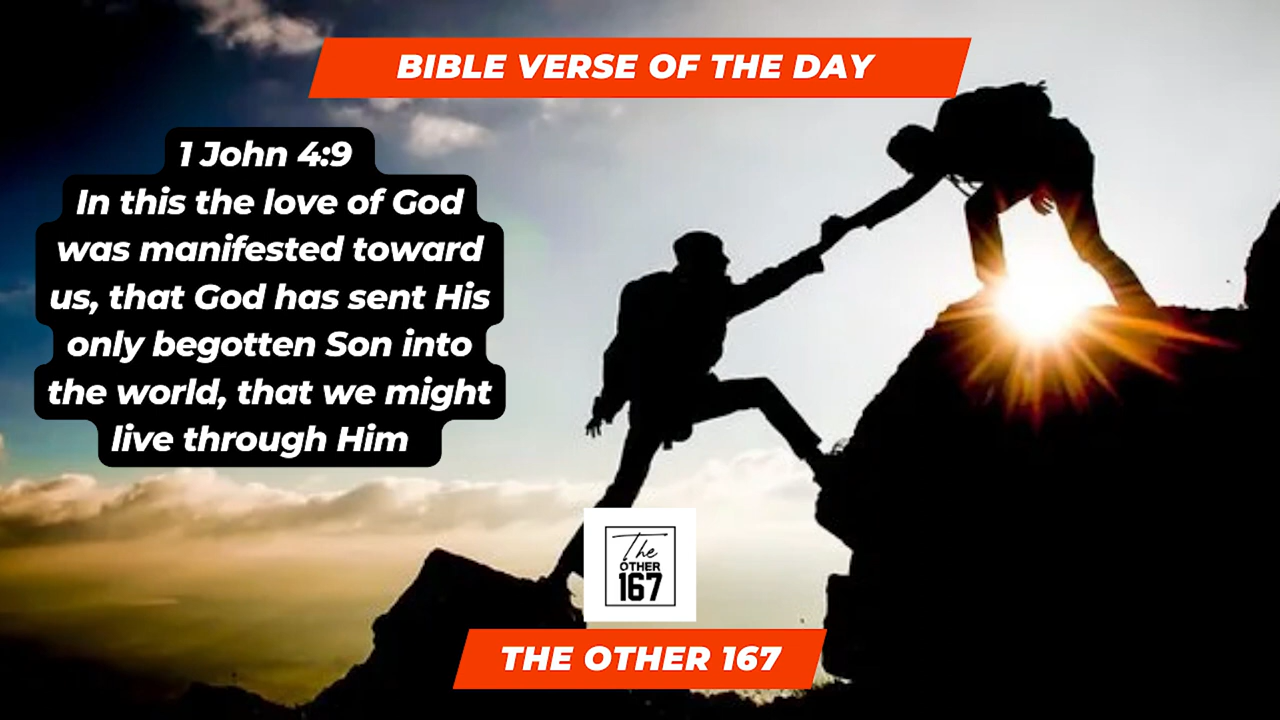 BIBLE VERSE OF THE DAY
1 John 4:9
In this the love of God
was manifested toward
us, that God has sent His
only begotten Son into
the world, that we might
live through Him
The
OTHER
167
THE OTHER 167